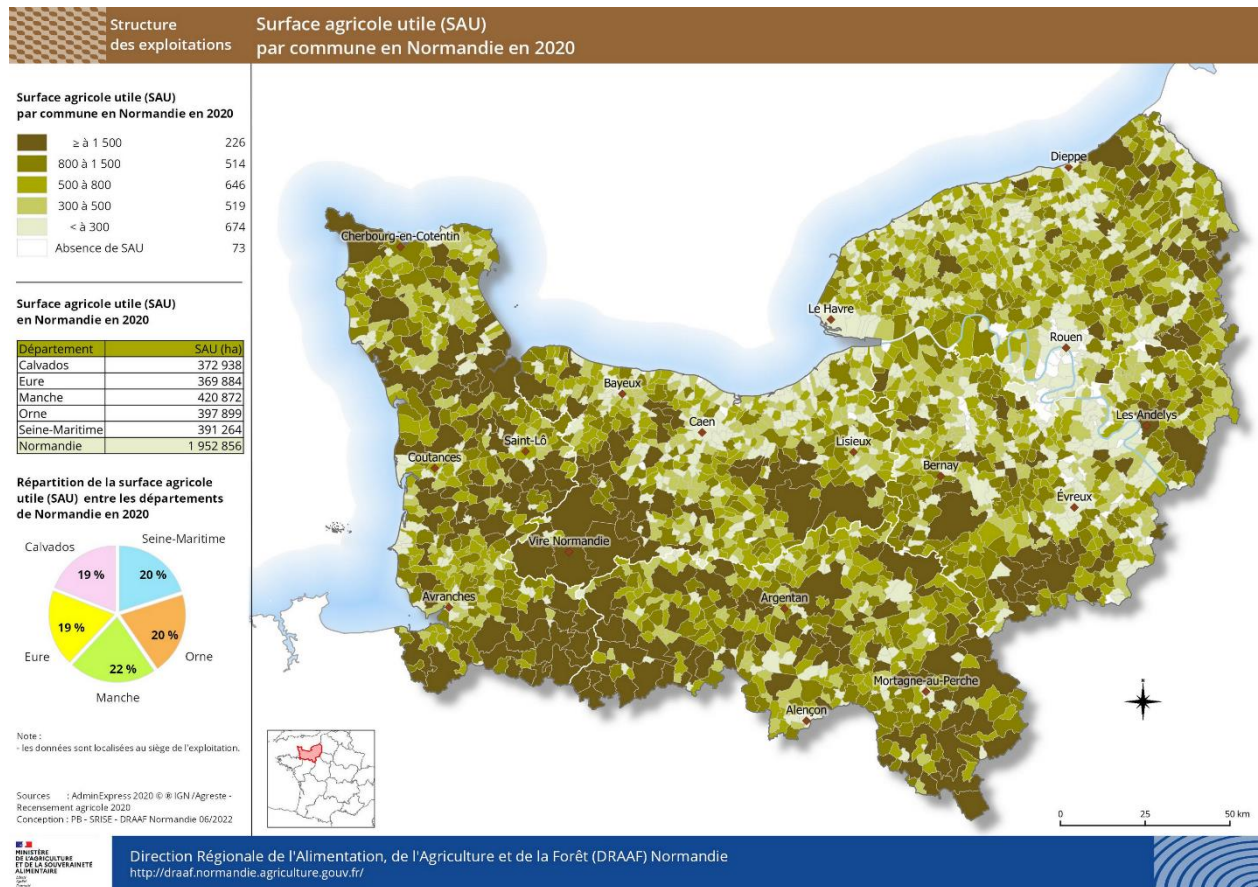 Structure
des exploitations
Surface agricole utile (SAU)
par commune en Normandie en 2020
Surface agricole utile (SAU)
par commune en Normandie en 2020
≥ à 1 500 226
800 à 1 500 514
500 à 800 646
300 à 500 519
< à 300 674
Absence de SAU 73
Surface agricole utile (SAU)
en Normandie en 2020
Département SAU (ha)
Calvados 372 938
Eure 369 884
Manche 420 872
Orne 397 899
Seine-Maritime 391 264
Normandie 1 952 856
Répartition de la surface agricole
utile (SAU) entre les départements
de Normandie en 2020
Calvados
Seine-Maritime
19 %
20 %
19 %
20 %
22 %
Eure
Orne
Manche
Note :
- les données sont localisées au siège de l'exploitation.
Sources : AdminExpress 2020 © ® IGN /Agreste -
Recensement agricole 2020
Conception : PB - SRISE - DRAAF Normandie 06/2022
Dieppe
Cherbourg-en-Cotentin
Le Havre
Rouen
Bayeux
Les Andelys
Caen
Saint-Lô
Lisieux
Coutances
Bernay
Évreux
Vire Normandie
Avranches
Argentan
Mortagne-au-Perche
Alençon
N
0 25 50 km
MINISTÈRE
DE L'AGRICULTURE
ET DE LA SOUVERAINETÉ
ALIMENTAIRE
Liberté
Égalité
Fraternité
Direction Régionale de l'Alimentation, de l'Agriculture et de la Forêt (DRAAF) Normandie
http://draaf.normandie.agriculture.gouv.fr/